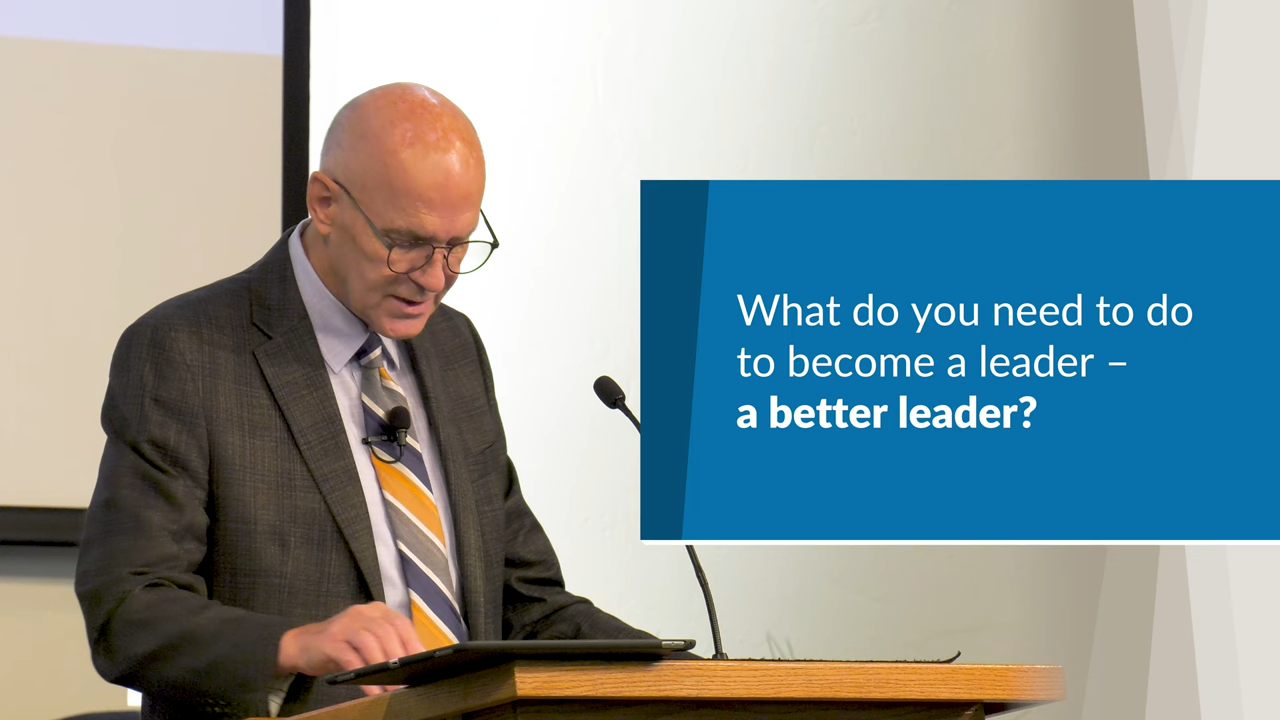 What do you need to do
to become a leader –
a better leader?